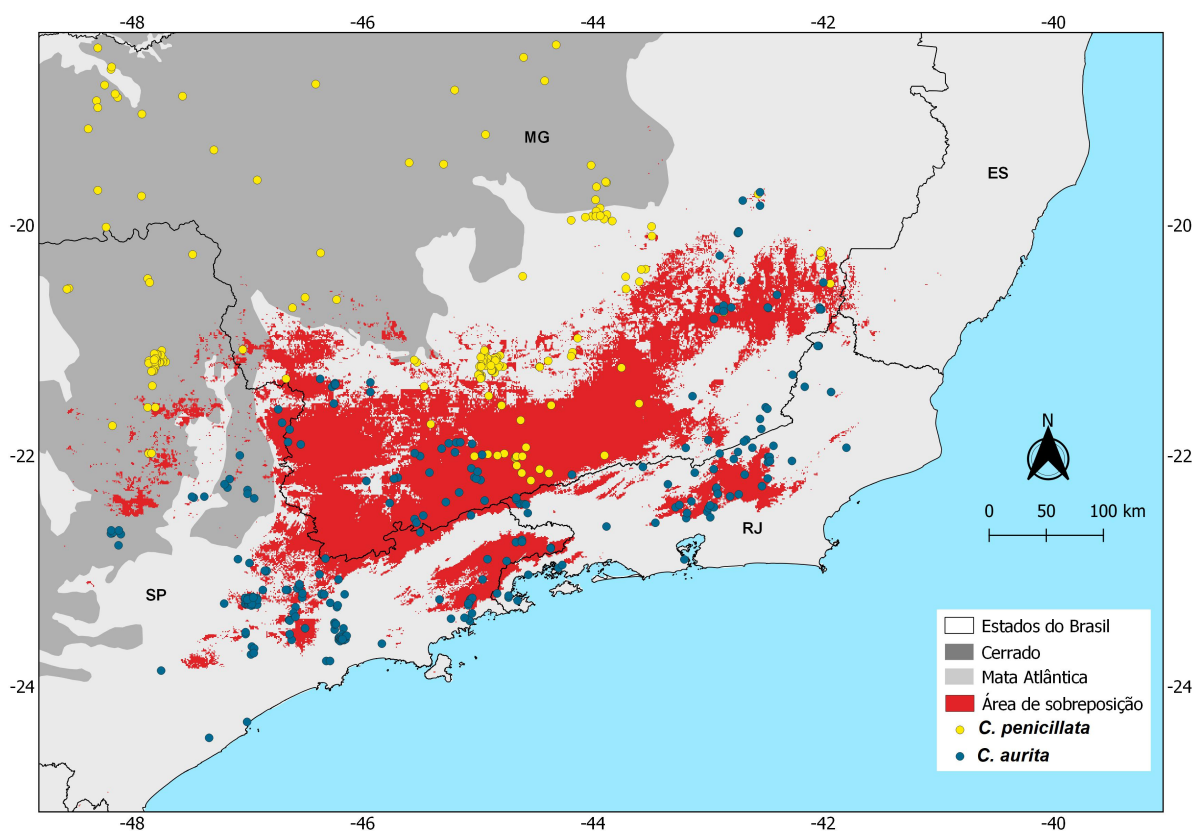 -48 -46 -44 -42 -40
MG
ES
-20 -20
-22 -22
N
0 50 100 km
RJ
SP
-24 -24
Estados do Brasil
Cerrado
Mata Atlântica
Área de sobreposição
C. penicillata
C. aurita
-48 -46 -44 -42 -40